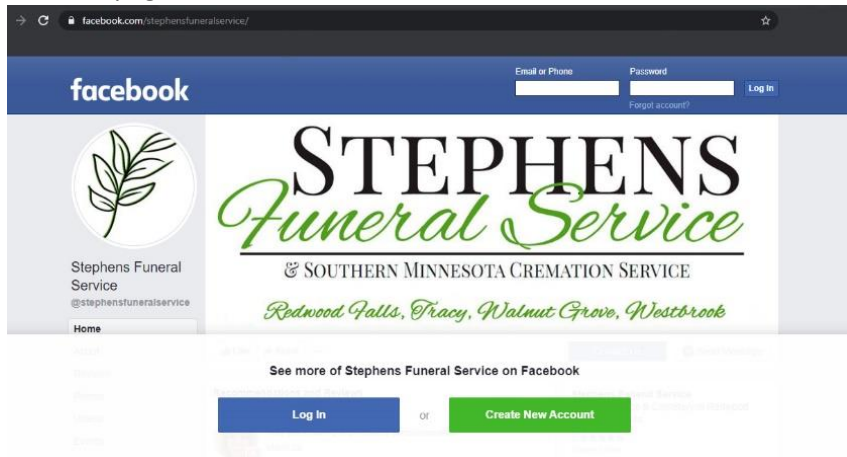 facebook.com/stephensfuneralservice/
facebook
Email or Phone
Password
Log In
Forgot account?
STEPHENS
Funeral Service
& SOUTHERN MINNESOTA CREMATION SERVICE
Redwood Falls, Tracy, Walnut Grove, Westbrook
Stephens Funeral
Service
@stephensfuneralservice
Home
See more of Stephens Funeral Service on Facebook
Log In
or
Create New Account